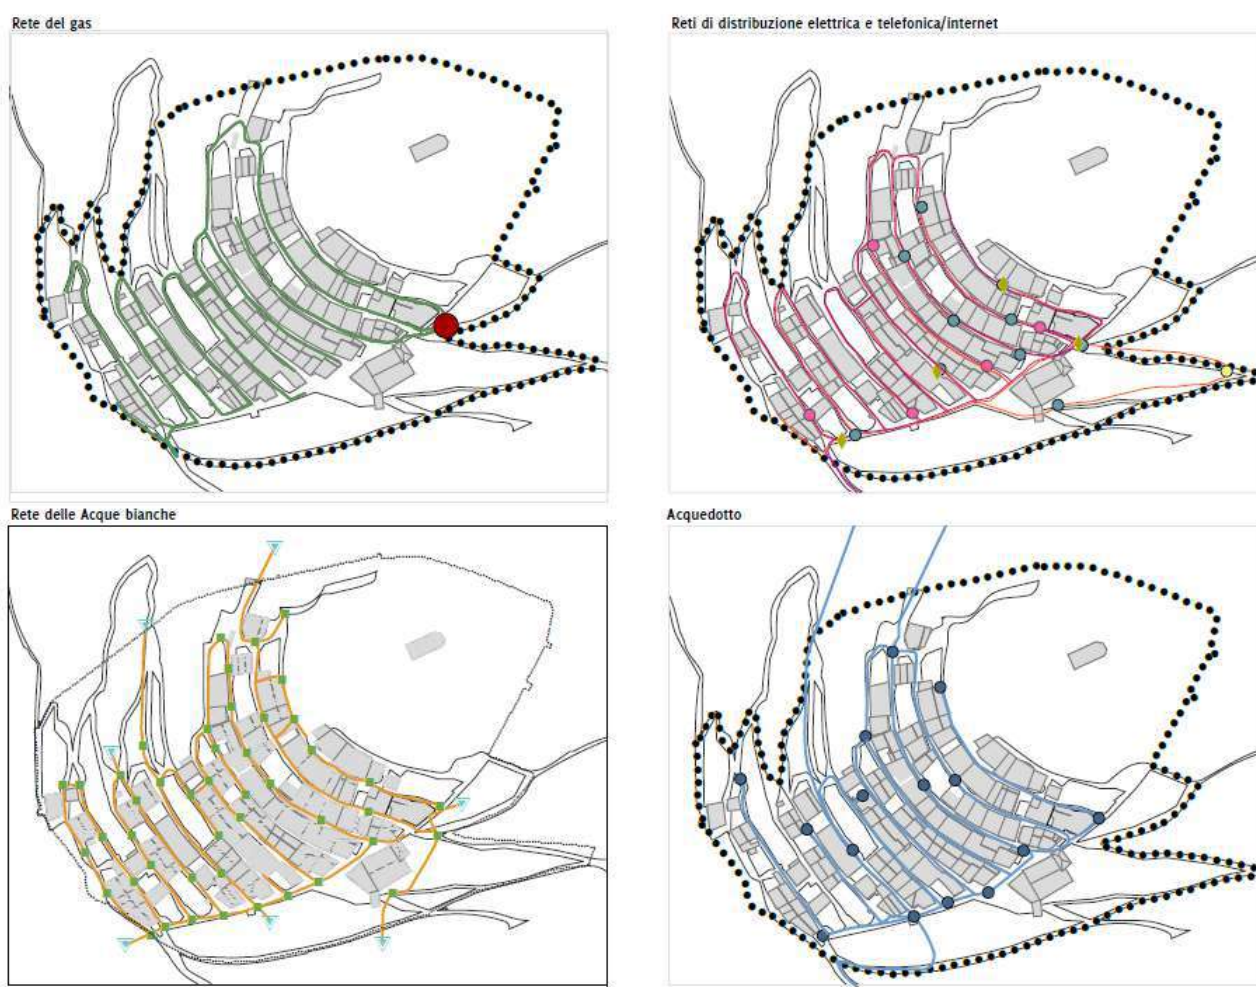 Rete del gas
Reti di distribuzione elettrica e telefonica/internet
Rete delle Acque bianche
Acquedotto